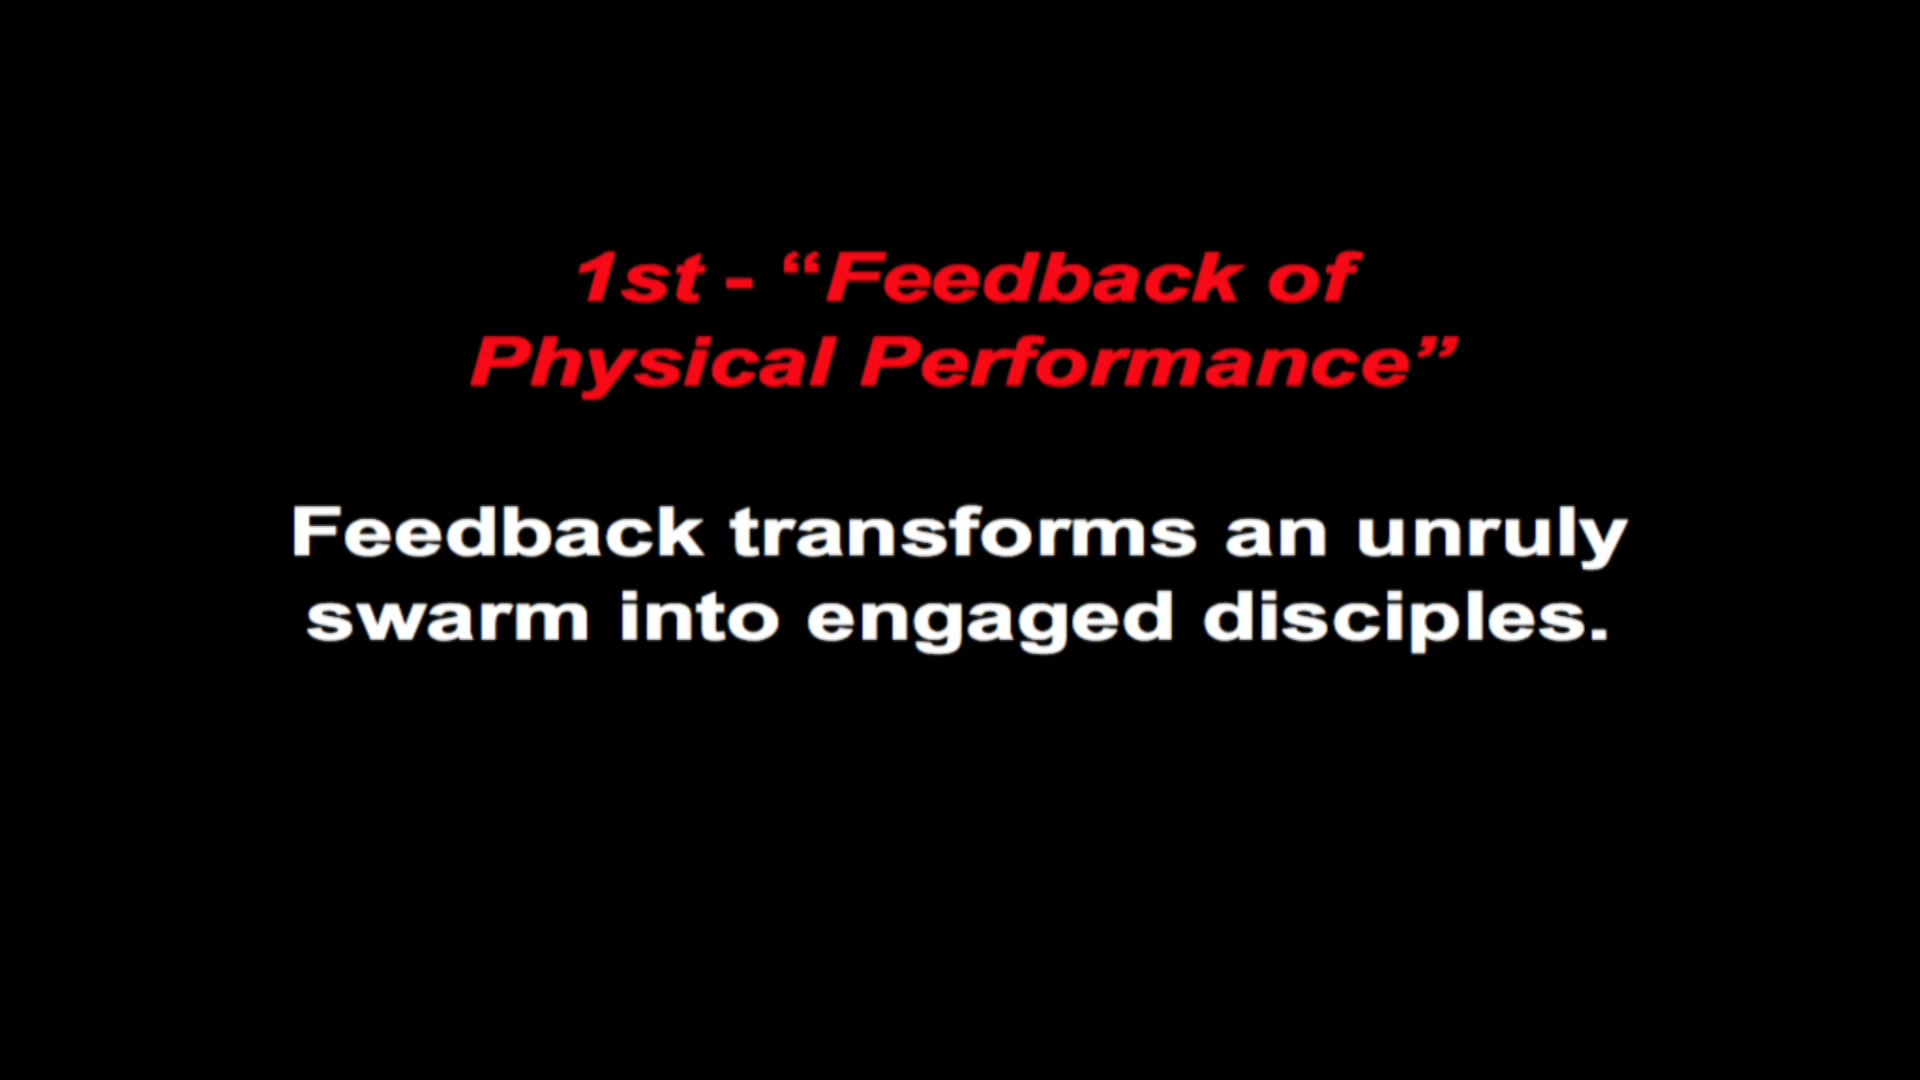 1st - “Feedback of
Physical Performance”
Feedback transforms an unruly
swarm into engaged disciples.